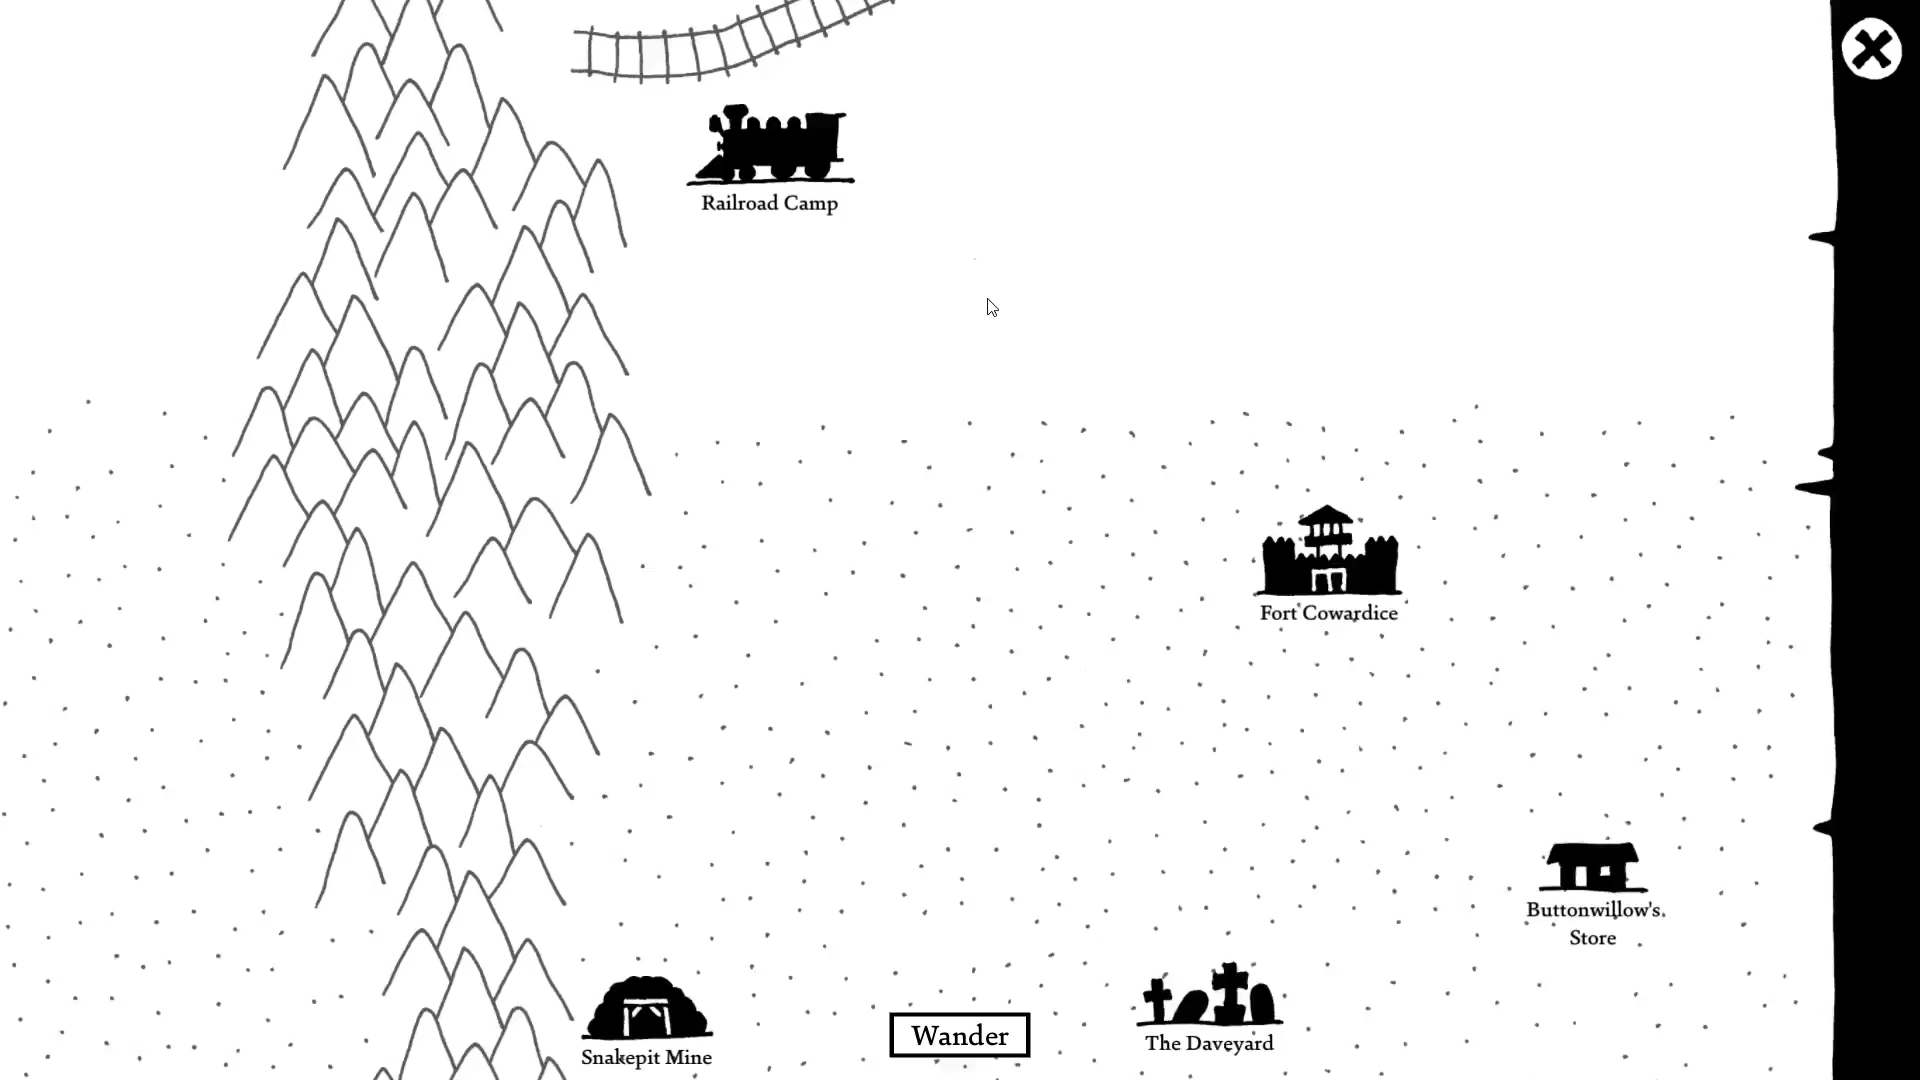 Railroad Camp
Fort Cowardice
Buttonwillow's
Store
Snakepit Mine
Wander
The Daveyard